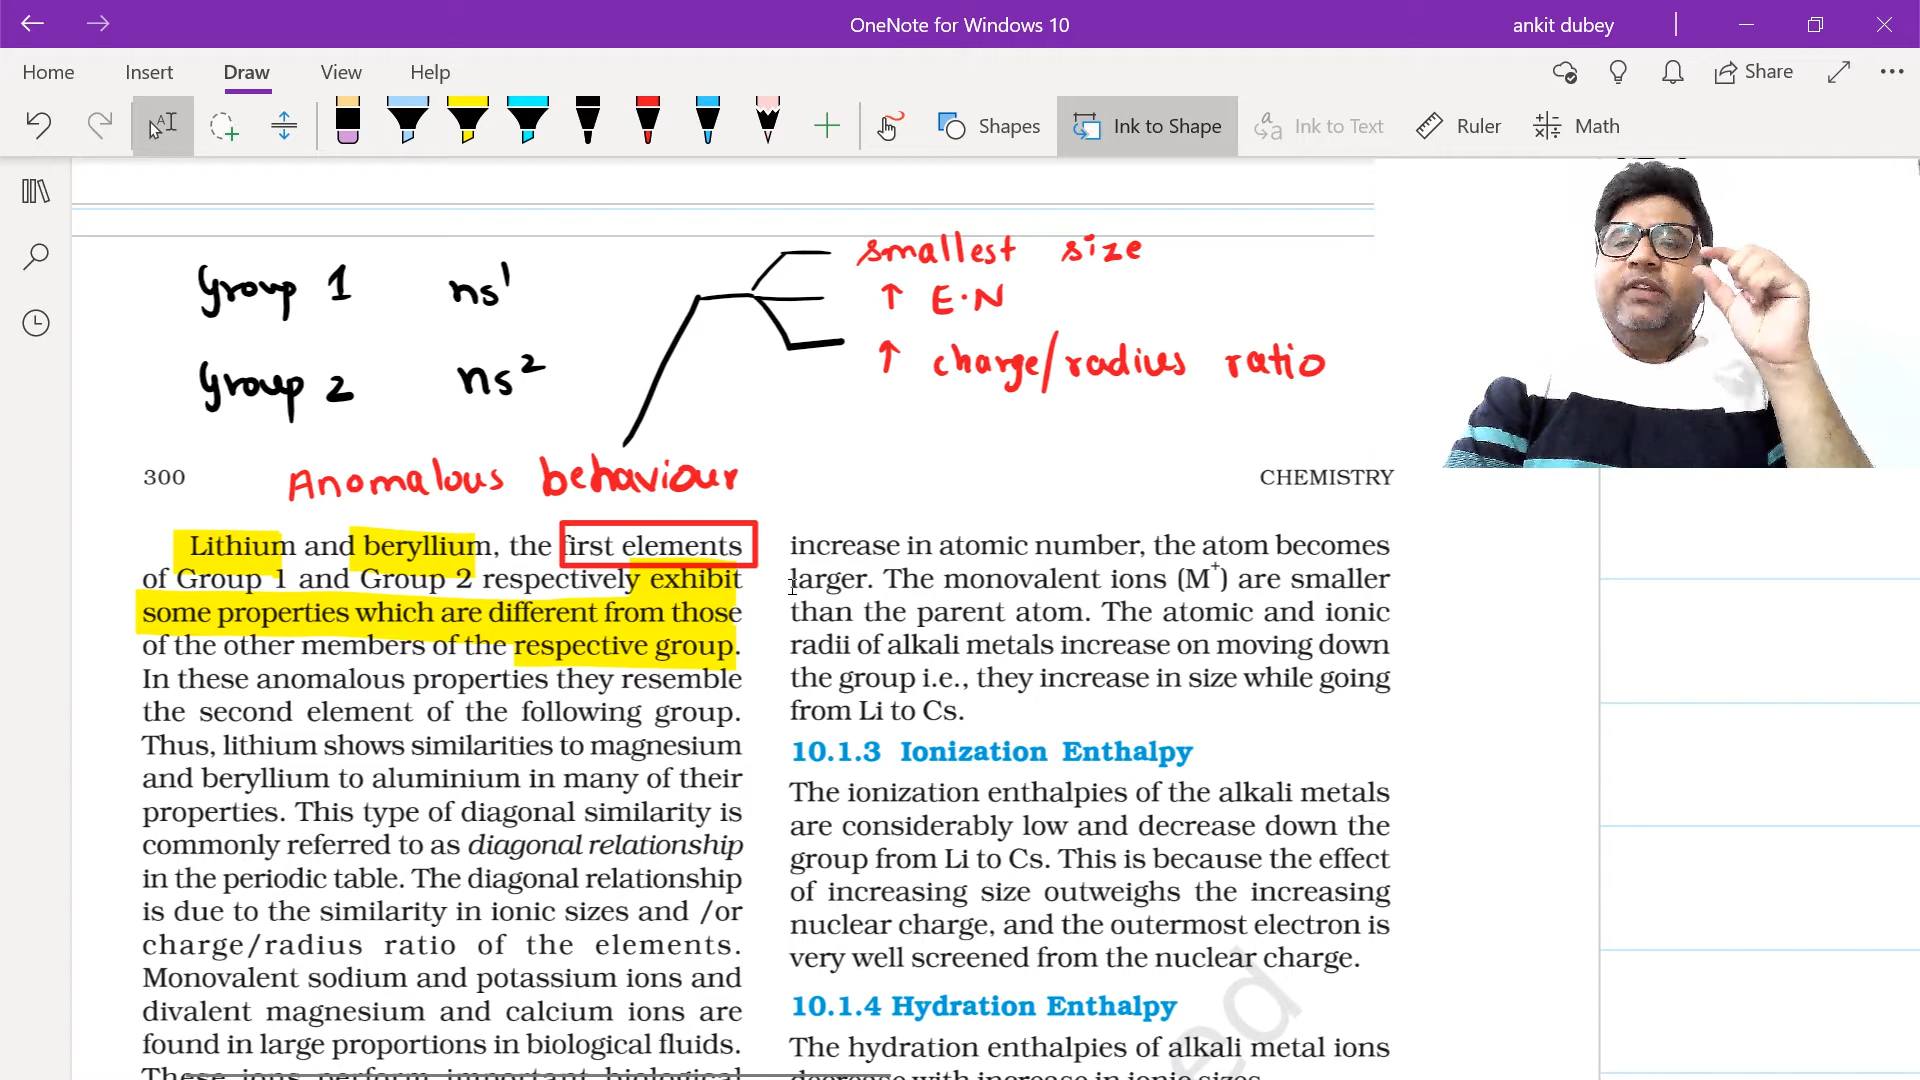 OneNote for Windows 10
ankit dubey
Home
Insert
Draw
View
Help
Share
Shapes
Ink to Shape
Ink to Text
Ruler
Math
Group 1 ns¹
Group 2 ns²
smallest size
↑ E.N
↑ charge/radius ratio
Anomalous behaviour
300
CHEMISTRY
Lithium and beryllium, the first elements
of Group 1 and Group 2 respectively exhibit
some properties which are different from those
of the other members of the respective group.
In these anomalous properties they resemble
the second element of the following group.
Thus, lithium shows similarities to magnesium
and beryllium to aluminium in many of their
properties. This type of diagonal similarity is
commonly referred to as diagonal relationship
in the periodic table. The diagonal relationship
is due to the similarity in ionic sizes and /or
charge/radius ratio of the elements.
Monovalent sodium and potassium ions and
divalent magnesium and calcium ions are
found in large proportions in biological fluids.
These ions perform important biological
increase in atomic number, the atom becomes
larger. The monovalent ions (M⁺) are smaller
than the parent atom. The atomic and ionic
radii of alkali metals increase on moving down
the group i.e., they increase in size while going
from Li to Cs.
10.1.3 Ionization Enthalpy
The ionization enthalpies of the alkali metals
are considerably low and decrease down the
group from Li to Cs. This is because the effect
of increasing size outweighs the increasing
nuclear charge, and the outermost electron is
very well screened from the nuclear charge.
10.1.4 Hydration Enthalpy
The hydration enthalpies of alkali metal ions
decrease with increase in ionic sizes.
ed